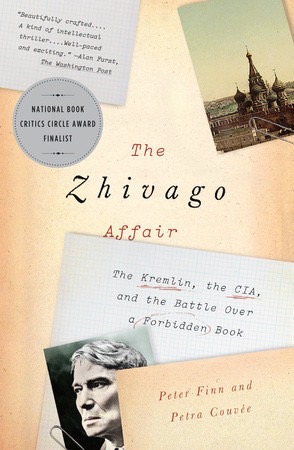 "Beautifully crafted....
A kind of intellectual
thriller....Well-paced
and exciting." —Alan Furst,
The Washington Post
NATIONAL BOOK
CRITICS CIRCLE AWARD
FINALIST
The
Zhivago
Affair
The Kremlin, the CIA,
and the Battle Over
a Forbidden Book
Peter Finn and
Petra Couvée